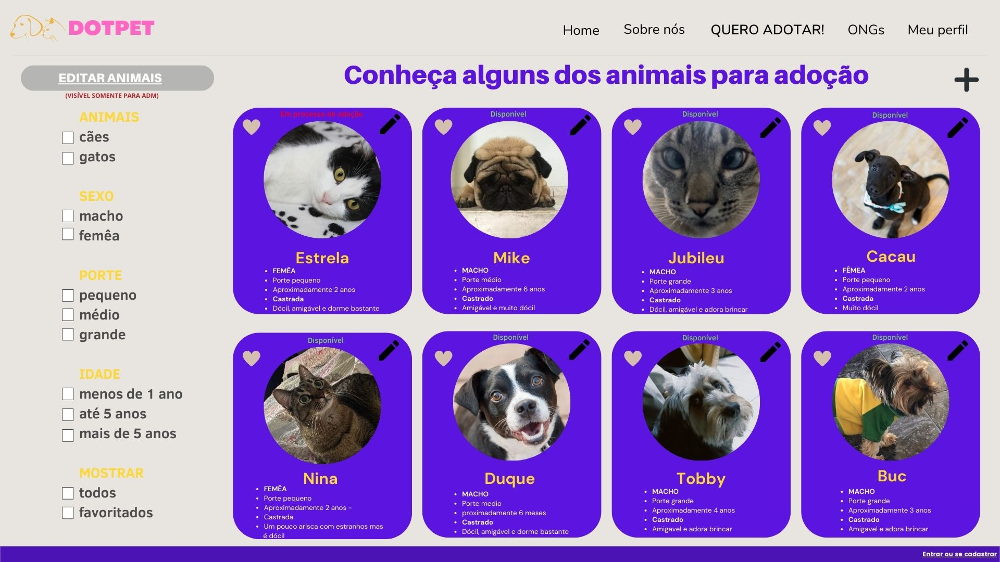 DOTPET
Home
Sobre nós
QUERO ADOTAR!
ONGs
Meu perfil
EDITAR ANIMAIS
(VISÍVEL SOMENTE PARA ADM)
ANIMAIS
cães
gatos
SEXO
macho
femêa
PORTE
pequeno
médio
grande
IDADE
menos de 1 ano
até 5 anos
mais de 5 anos
MOSTRAR
todos
favoritados
Conheça alguns dos animais para adoção
Em processo de adoção
Estrela
• FEMÊA
• Porte pequeno
• Aproximadamente 2 anos
• Castrada
• Dócil, amigável e dorme bastante
Disponível
Mike
• MACHO
• Porte médio
• Aproximadamente 6 anos
• Castrado
• Amigável e muito dócil
Disponível
Jubileu
• MACHO
• Porte grande
• Aproximadamente 3 anos
• Castrado
• Dócil, amigável e adora brincar
Disponível
Cacau
• FÊMEA
• Porte pequeno
• Aproximadamente 2 anos
• Castrada
• Muito dócil
Disponível
Nina
• FEMÊA
• Porte pequeno
• Aproximadamente 2 anos -
• Castrada
• Um pouco arisca com estranhos mas
é dócil
Disponível
Duque
• MACHO
• Porte medio
• proximadamente 6 meses
• Castrado
• Dócil, amigável e dorme bastante
Disponível
Tobby
• MACHO
• Porte grande
• Aproximadamente 4 anos
• Castrado
• Amigavel e adora brincar
Disponível
Buc
• MACHO
• Porte grande
• Aproximadamente 3 anos
• Castrado
• Amigavel e adora brincar
Entrar ou se cadastrar